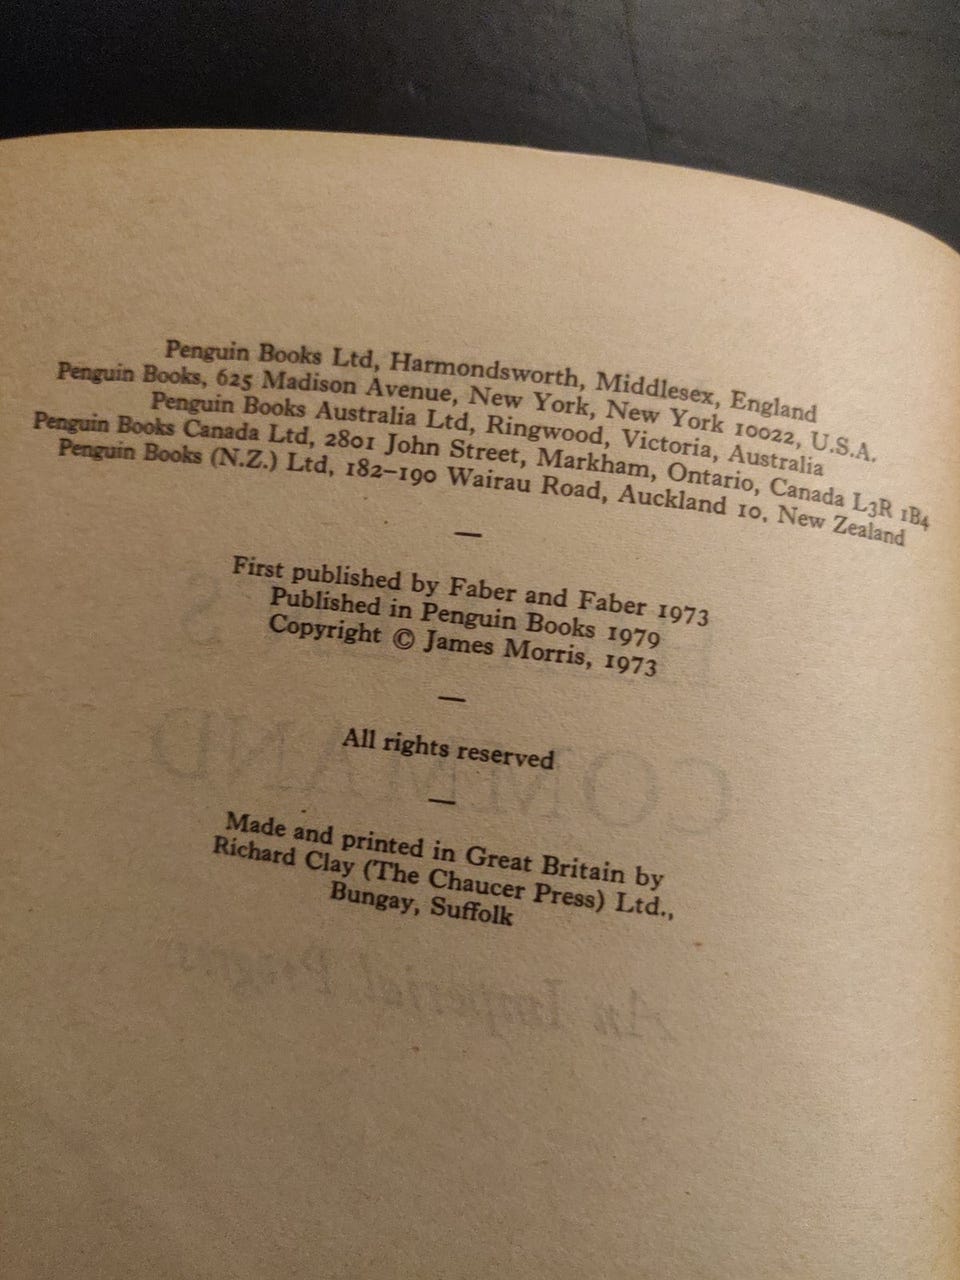 Penguin Books Ltd, Harmondsworth, Middlesex, England
Penguin Books, 625 Madison Avenue, New York, New York 10022, U.S.A.
Penguin Books Australia Ltd, Ringwood, Victoria, Australia
Penguin Books Canada Ltd, 2801 John Street, Markham, Ontario, Canada L3R 1B4
Penguin Books (N.Z.) Ltd, 182–190 Wairau Road, Auckland 10, New Zealand
—
First published by Faber and Faber 1973
Published in Penguin Books 1979
Copyright © James Morris, 1973
—
All rights reserved
—
Made and printed in Great Britain by
Richard Clay (The Chaucer Press) Ltd.,
Bungay, Suffolk
COMMAND
An Imperial